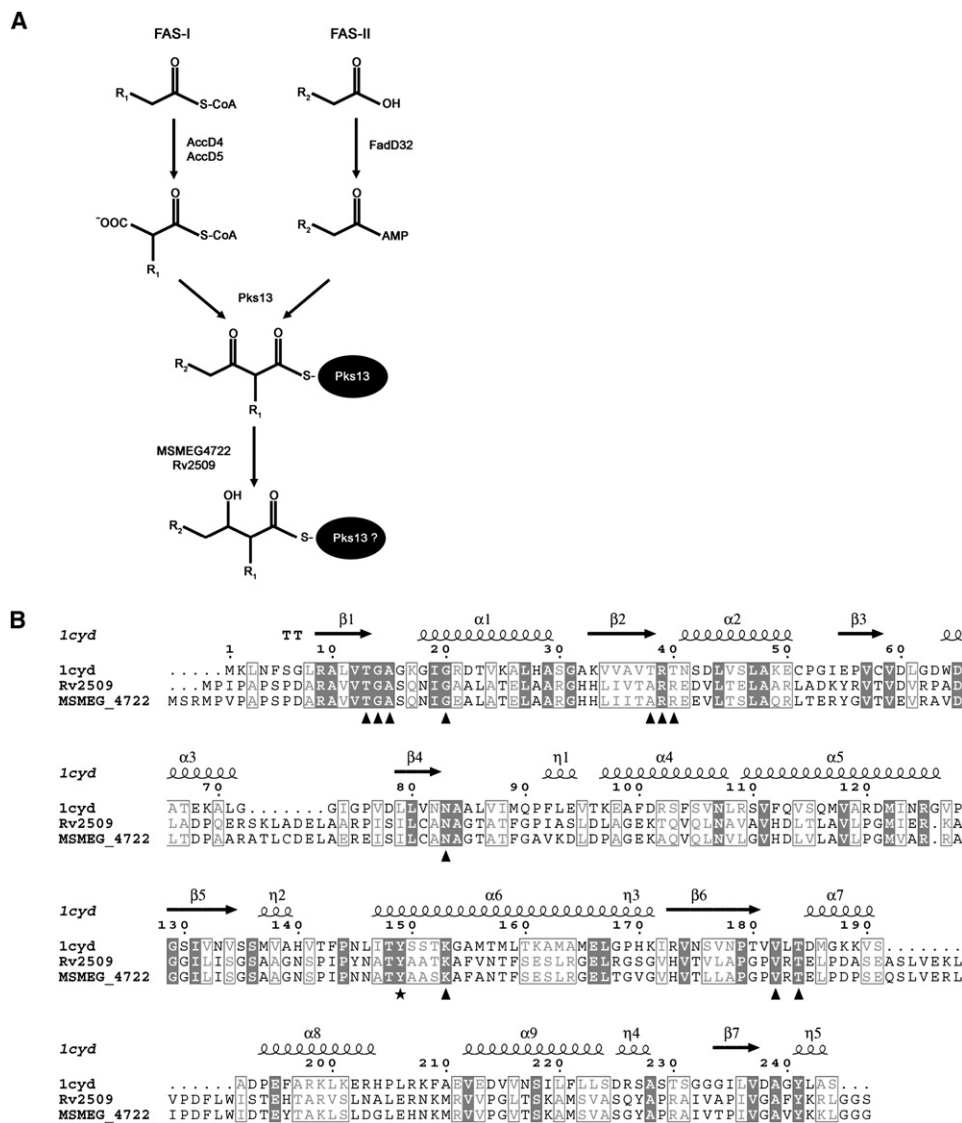 A
FAS-I FAS-II
O O
R1 S-CoA R2 OH
AccD4
AccD5
FadD32
O O
⁻OOC S-CoA R2 AMP
R1
Pks13
O O
R2 S- Pks13
R1
MSMEG4722
Rv2509
OH O
R2 S- Pks13 ?
R1
B
1cyd TT β1 α1 β2 α2 β3
1 10 20 30 40 50 60
1cyd .....MKLNFSGLRALVTGAGKGIGRDTVKALHASGAKVVAVTRTNSDLVSLAKECPGIEPVCVDLGDWD
Rv2509 ...MPIPAPSPDARAVVTGASQNIGAALATELAARGHHLIVTARREDVLTELAARLADKYRVTVDVRPAD
MSMEG_4722 MSRMPVPAPSPDARAVVTGASQNIGEALATELAARGHHLIITARREEVLTSLAQRLTERYGVTVEVRAVD
1cyd α3 β4 η1 α4 α5
70 80 90 100 110 120
1cyd ATEKALG.......GIGPVDLLVNNAALVIMQPFLEVTKEAFDRSFSVNLRSVFQVSQMVARDMINRGVP
Rv2509 LADPQERSKLADELAARPISILCANAGTATFGPIASLDLAGEKTQVQLNAVAVHDLTLAVLPGMIER.KA
MSMEG_4722 LTDPAARATLCDELAEREISILCANAGTATFGAVKDLDPAGEKAQVQLNVLGVHDLVLAVLPGMVAR.RA
1cyd β5 η2 α6 η3 β6 α7
130 140 150 160 170 180 190
1cyd GSIVNVSSMVAHVTFPNLITYSSTKGAMTMLTKAMAMELGPHKIRVNSVNPTVVLTDMGKKVS.......
Rv2509 GGILISGSAAGNSPIPYNATYAATKAFVNTFSESLRGELRGSGVHVTVLAPGPVRTELPDASEASLVEKL
MSMEG_4722 GGILISGSAAGNSPIPNNATYAASKAFANTFSESLRGELTGVGVHVTLLAPGPVRTELPDPSEQSLVERL
1cyd α8 α9 η4 β7 η5
200 210 220 230 240
1cyd ......ADPEFARKLKERHPLRKFAEVEDVVNSILFLLSDRSASTSGGGILVDAGYLAS...
Rv2509 VPDFLWISTEHTARVSLNALERNKMRVVPGLTSKAMSVASQYAPRAIVAPIVGAFYKRLGGS
MSMEG_4722 IPDFLWIDTEYTAKVSLDGLEHNKMRVVPGLTSKAMSVASGYAPRAIVTPIVGAVYKKLGGG